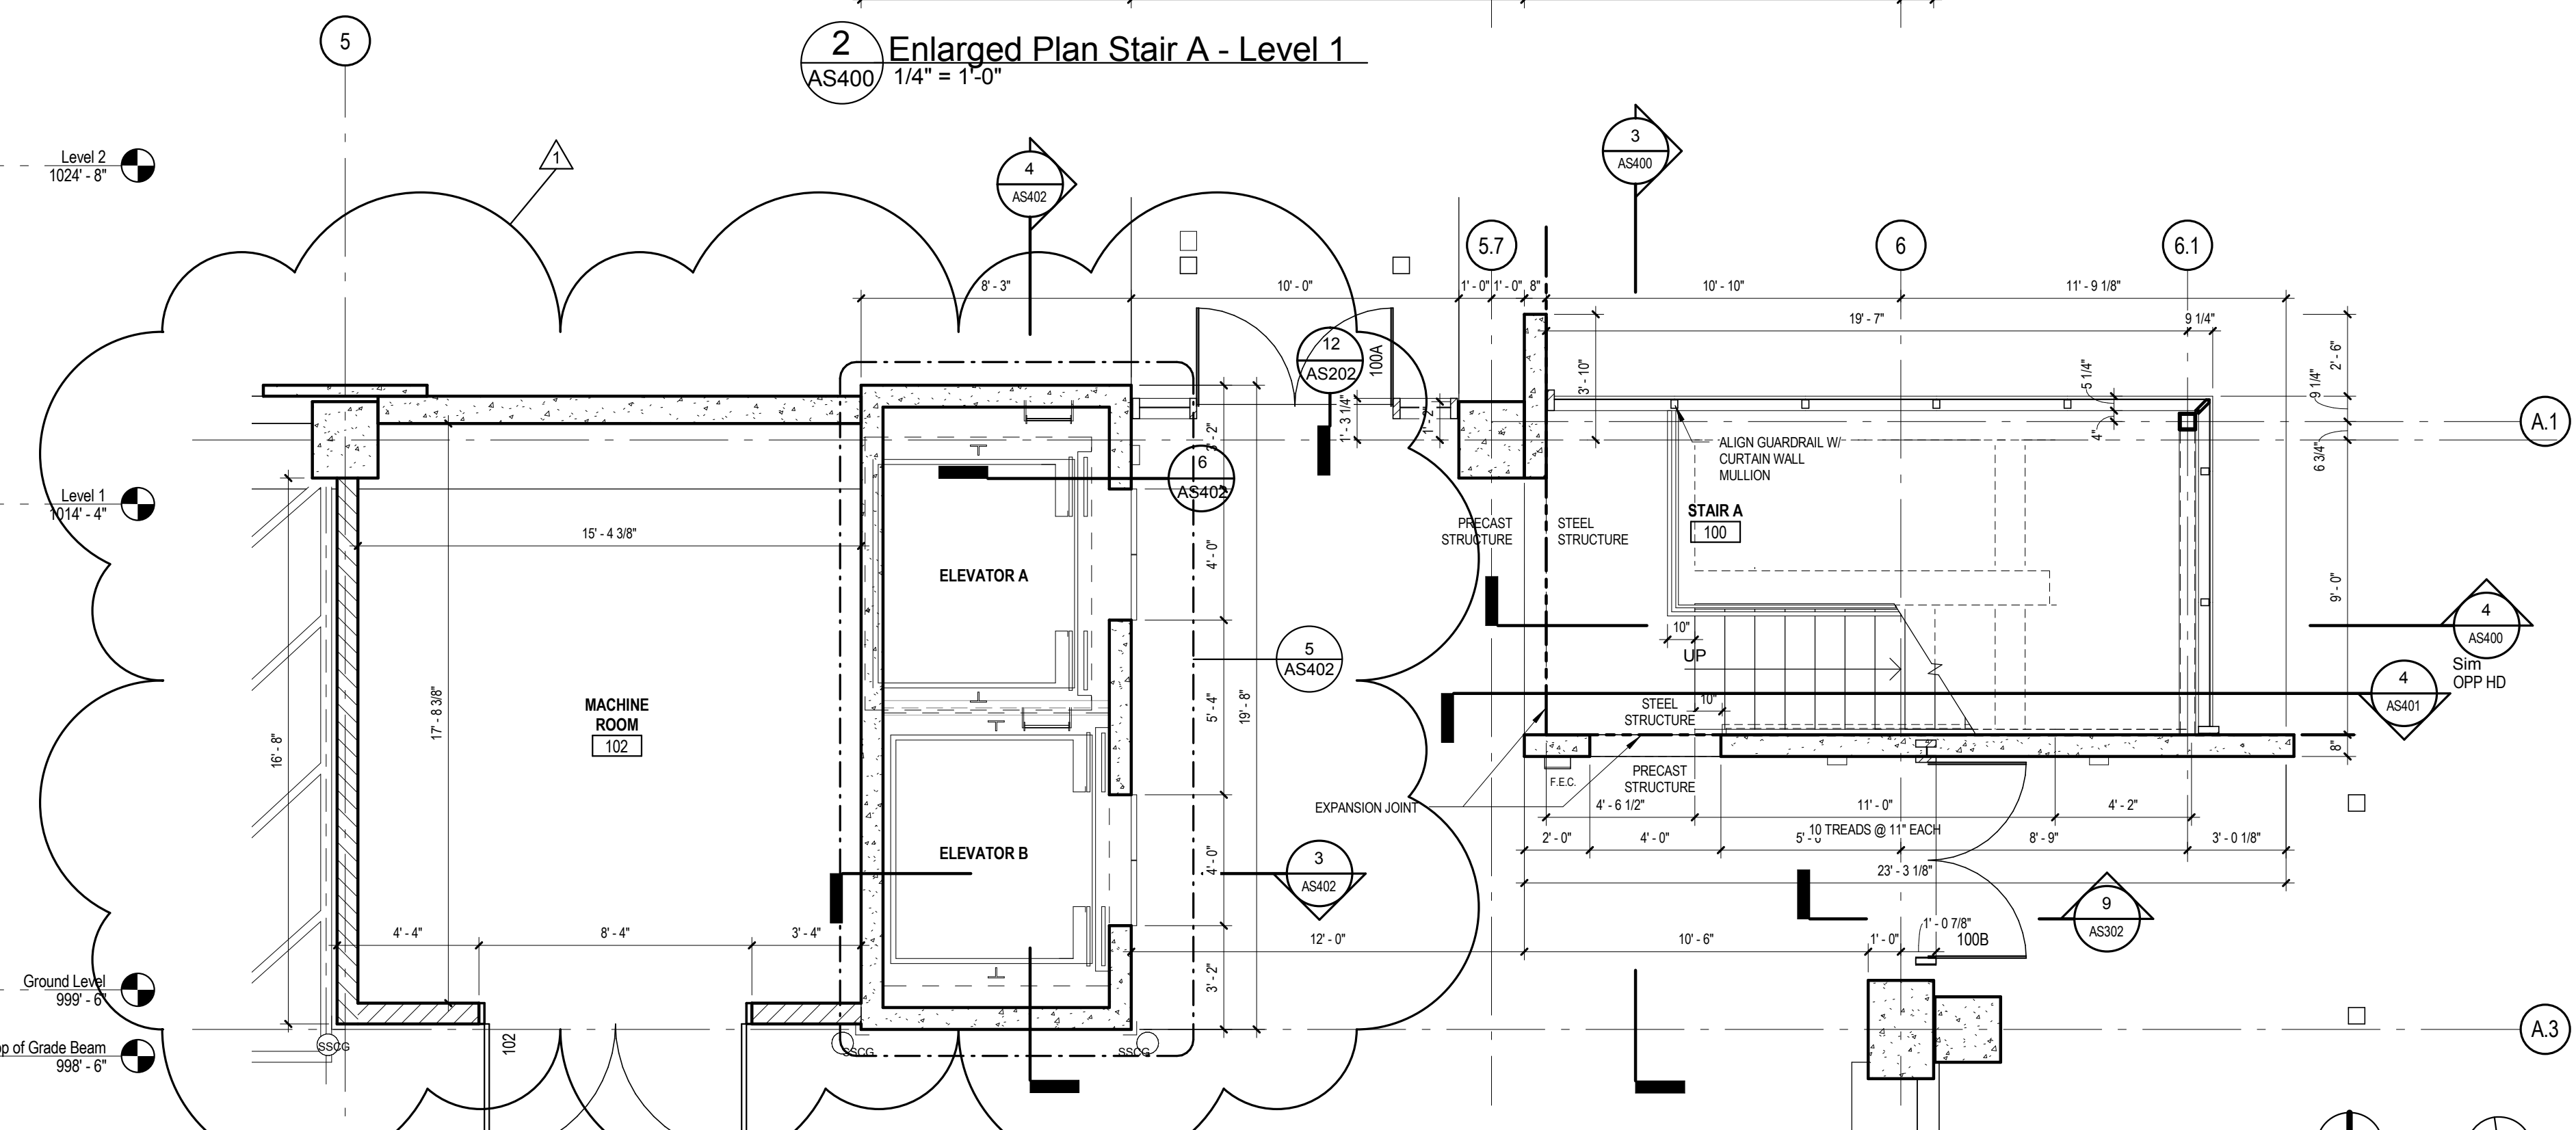 5
2
AS400
Enlarged Plan Stair A - Level 1
1/4" = 1'-0"
Level 2
1024' - 8"
1
4
AS402
3
AS400
5.7
6
6.1
8' - 3"
10' - 0"
1' - 0"
1' - 0"
8"
10' - 10"
11' - 9 1/8"
19' - 7"
9 1/4"
12
AS202
100A
3' - 10"
5 1/4"
2' - 6"
9 1/4"
1' - 3 1/4"
1' - 2"
4"
6 3/4"
A.1
ALIGN GUARDRAIL W/
CURTAIN WALL
MULLION
6
AS402
Level 1
1014' - 4"
STAIR A
100
PRECAST
STRUCTURE
STEEL
STRUCTURE
15' - 4 3/8"
4' - 0"
ELEVATOR A
9' - 0"
4
AS400
Sim
OPP HD
10"
UP
5
AS402
4
AS401
MACHINE
ROOM
102
17' - 8 3/8"
16' - 8"
5' - 4"
19' - 8"
10"
STEEL
STRUCTURE
8"
F.E.C.
PRECAST
STRUCTURE
EXPANSION JOINT
4' - 6 1/2"
11' - 0"
4' - 2"
10 TREADS @ 11" EACH
2' - 0"
4' - 0"
8' - 9"
3' - 0 1/8"
ELEVATOR B
4' - 0"
3
AS402
23' - 3 1/8"
9
AS302
4' - 4"
8' - 4"
3' - 4"
12' - 0"
10' - 6"
1' - 0"
1' - 0 7/8"
100B
3' - 2"
Ground Level
999' - 6"
A.3
SSCG
102
SSCG
SSCG
of Grade Beam
998' - 6"